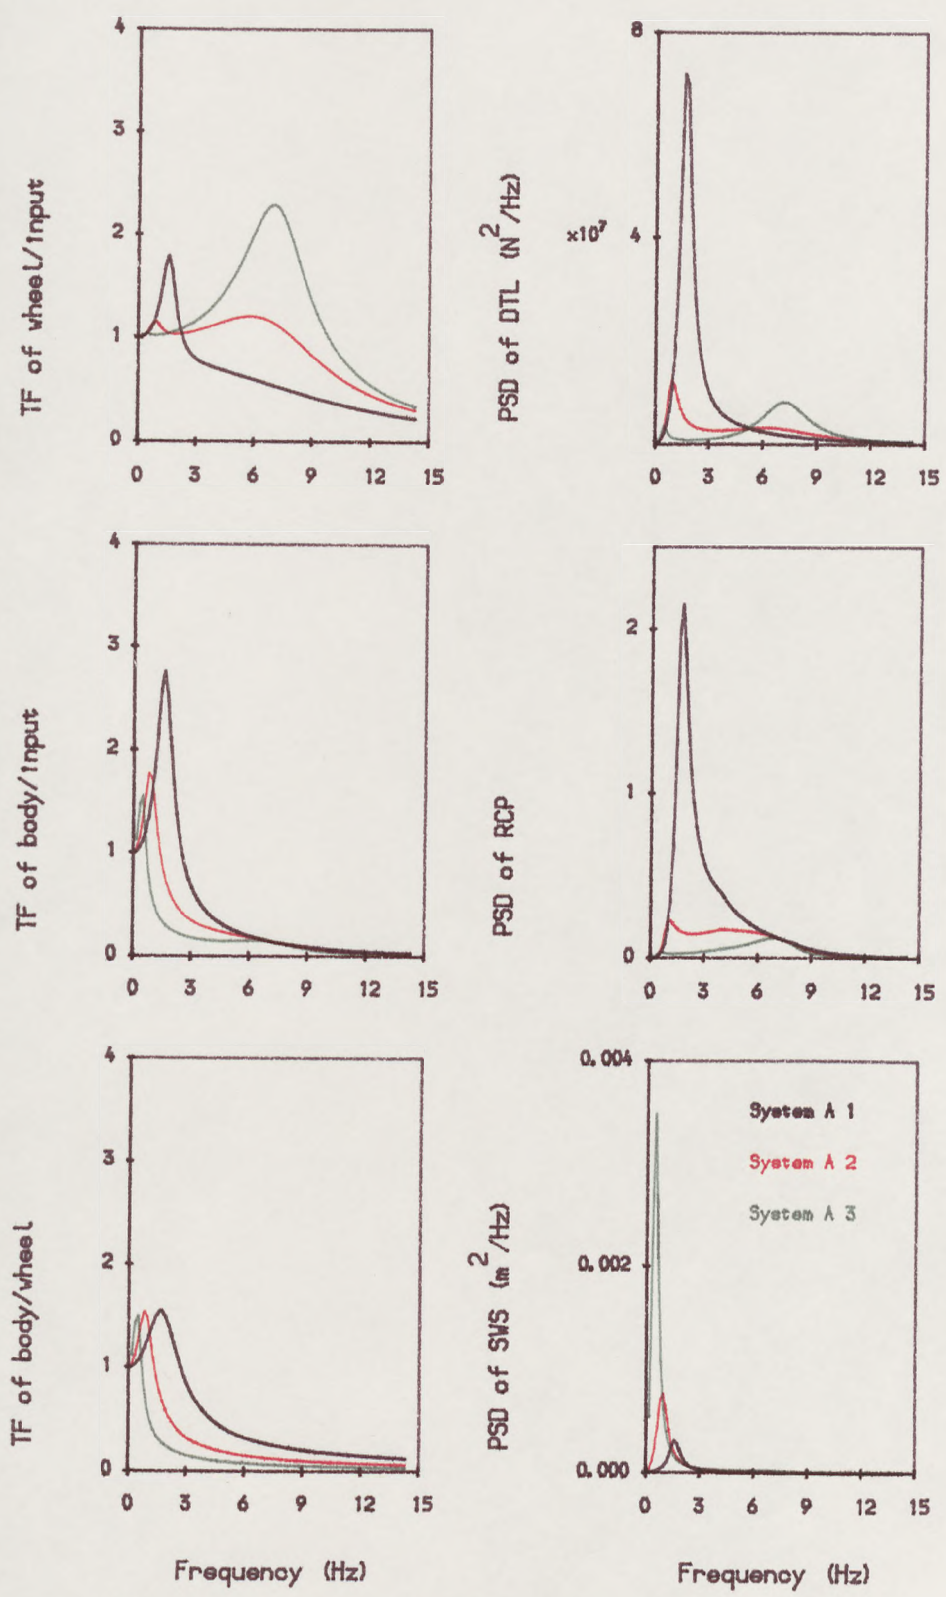 4
3
2
1
0
0 3 6 9 12 15
TF of wheel/input
8
×10⁷ 4
0 3 6 9 12 15
PSD of DTL (N²/Hz)
4
3
2
1
0
0 3 6 9 12 15
TF of body/input
2
1
0
0 3 6 9 12 15
PSD of RCP
4
3
2
1
0
0 3 6 9 12 15
TF of body/wheel
Frequency (Hz)
0.004
0.002
0.000
0 3 6 9 12 15
PSD of SWS (m²/Hz)
System A 1
System A 2
System A 3
Frequency (Hz)